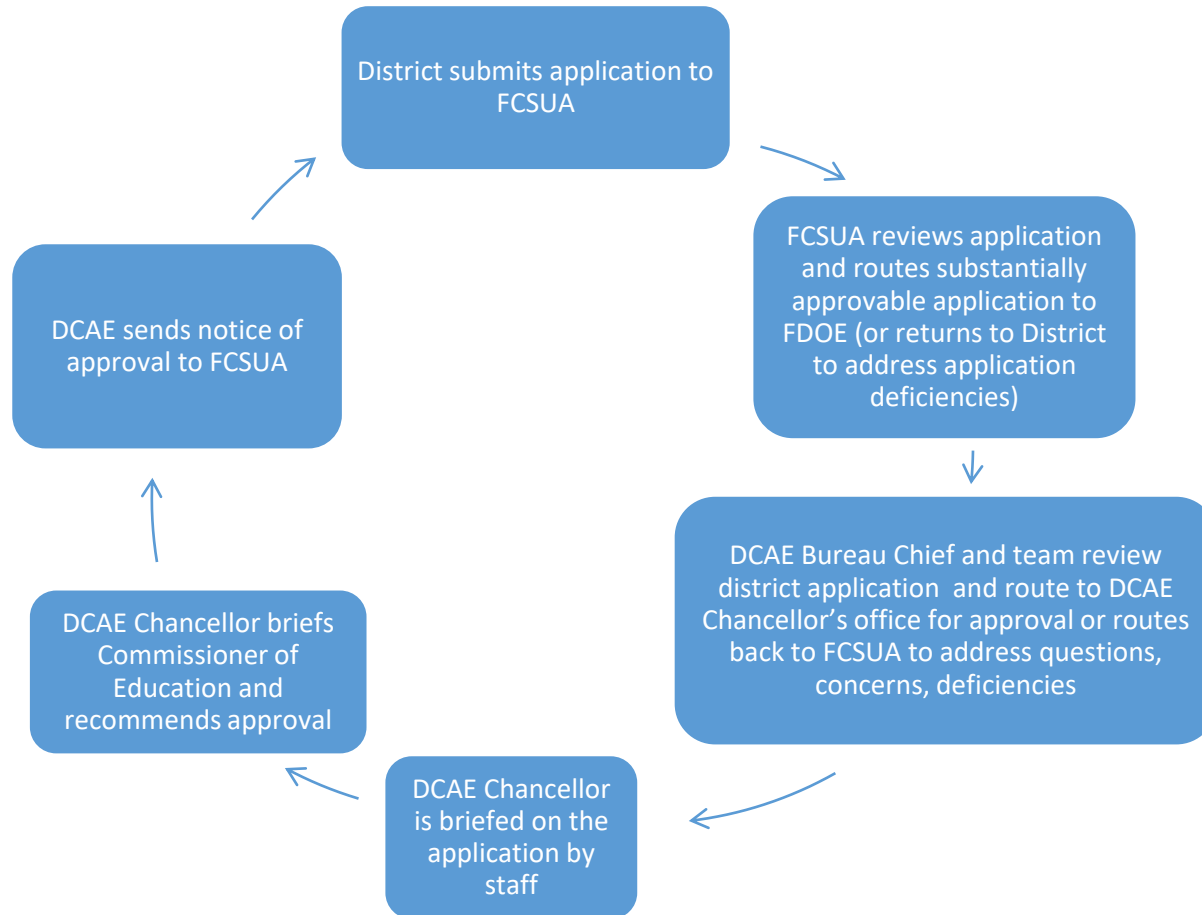 District submits application to
FCSUA
FCSUA reviews application
and routes substantially
approvable application to
FDOE (or returns to District
to address application
deficiencies)
DCAE Bureau Chief and team review
district application and route to DCAE
Chancellor’s office for approval or routes
back to FCSUA to address questions,
concerns, deficiencies
DCAE Chancellor
is briefed on the
application by
staff
DCAE Chancellor briefs
Commissioner of
Education and
recommends approval
DCAE sends notice of
approval to FCSUA